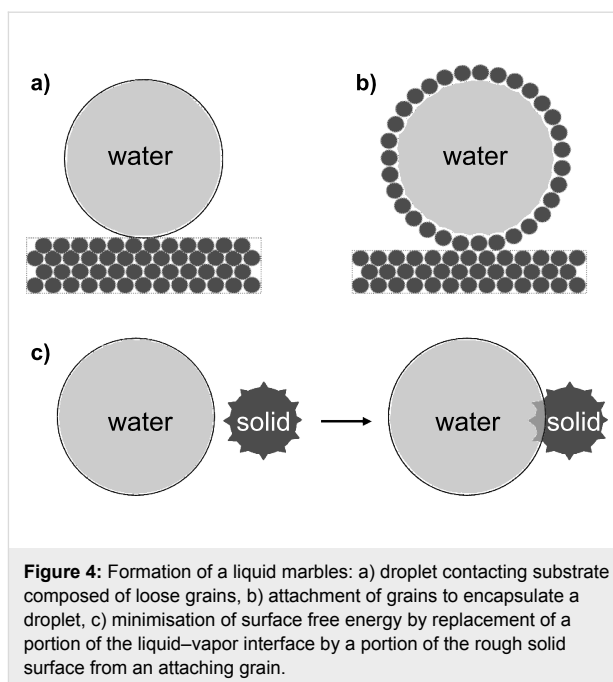 a)
b)
water
water
c)
water
solid
water
solid
Figure 4: Formation of a liquid marbles: a) droplet contacting substrate
composed of loose grains, b) attachment of grains to encapsulate a
droplet, c) minimisation of surface free energy by replacement of a
portion of the liquid–vapor interface by a portion of the rough solid
surface from an attaching grain.